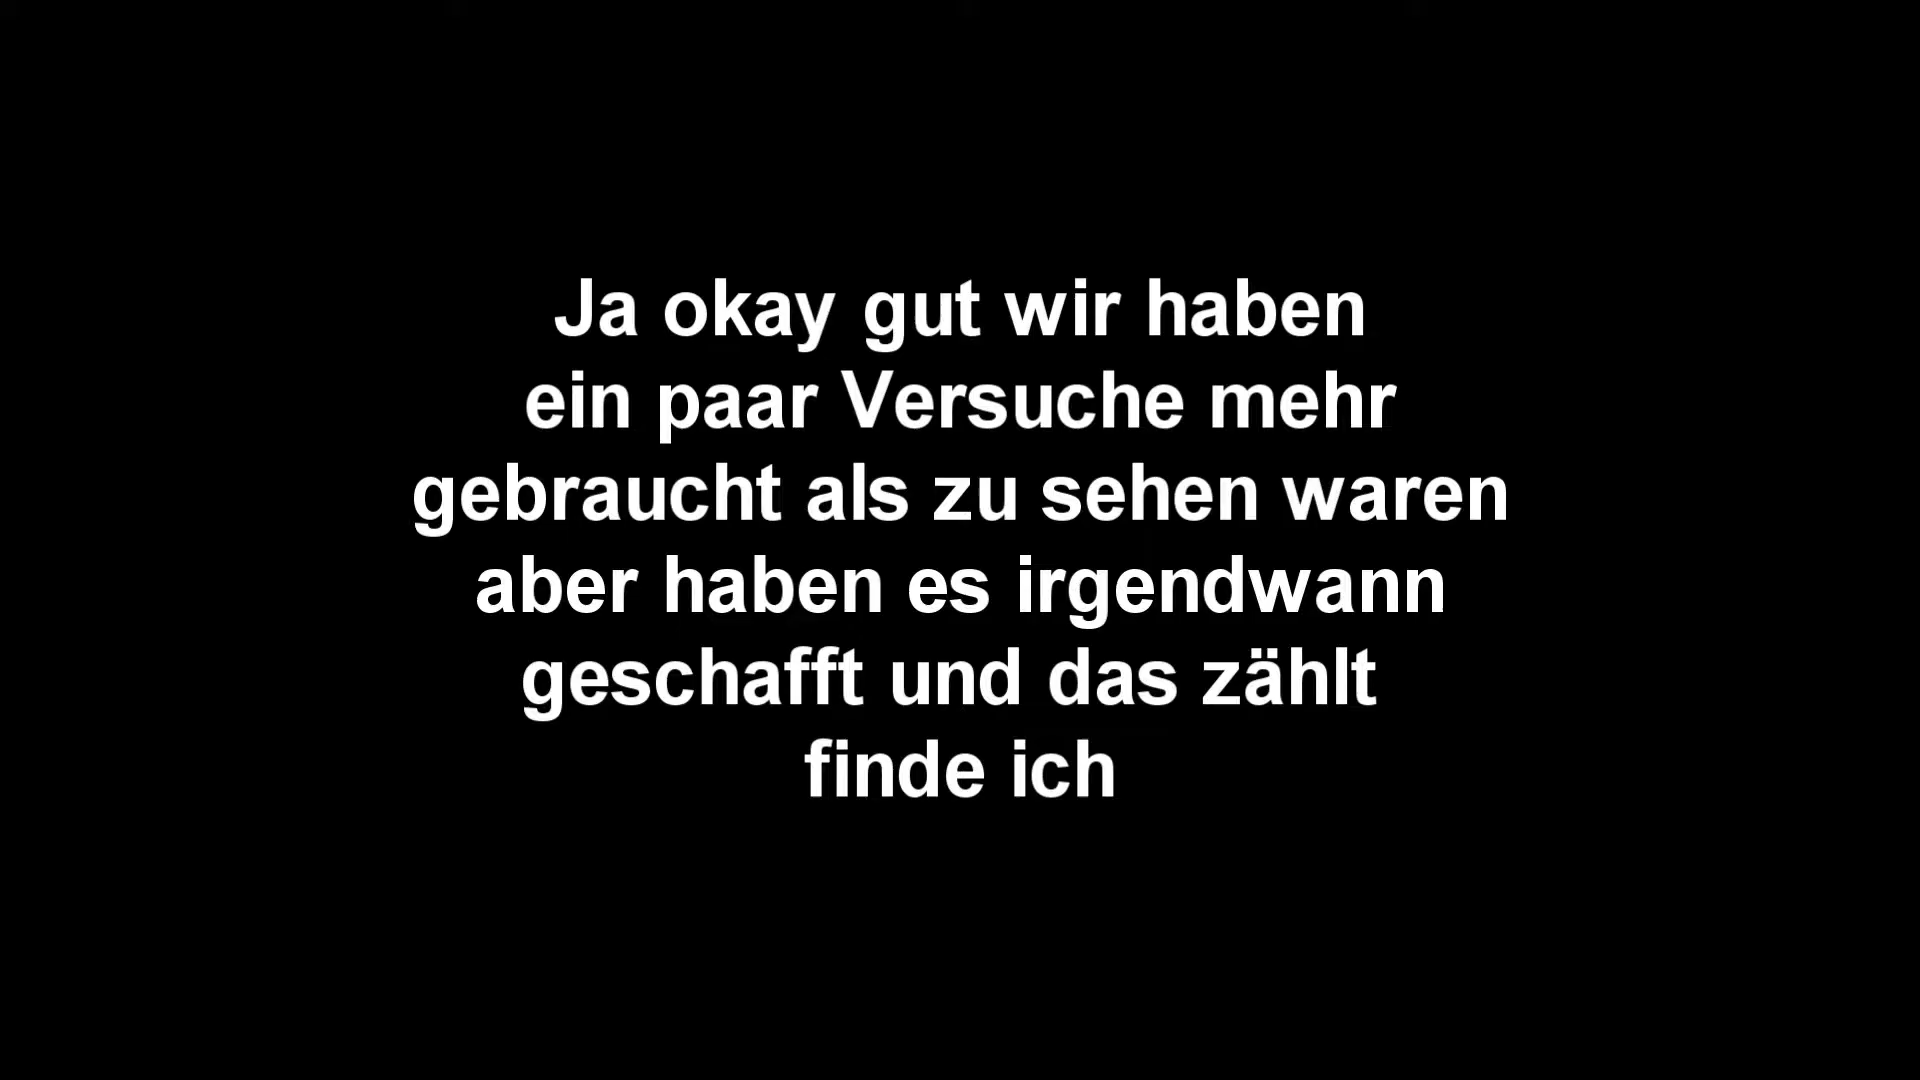 Ja okay gut wir haben
ein paar Versuche mehr
gebraucht als zu sehen waren
aber haben es irgendwann
geschafft und das zählt
finde ich